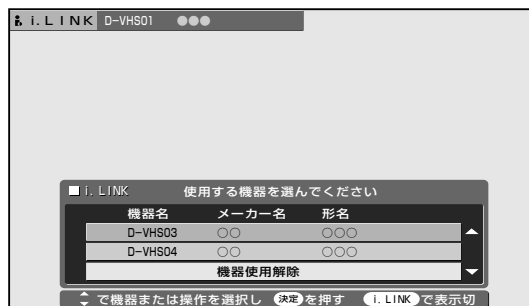 i.LINK D-VHS01 ●●●
■ i.LINK 使用する機器を選んでください
機器名 メーカー名 形名
D-VHS03 ○○ ○○○
D-VHS04 ○○ ○○○
機器使用解除
で機器または操作を選択し 決定 を押す i.LINK で表示切